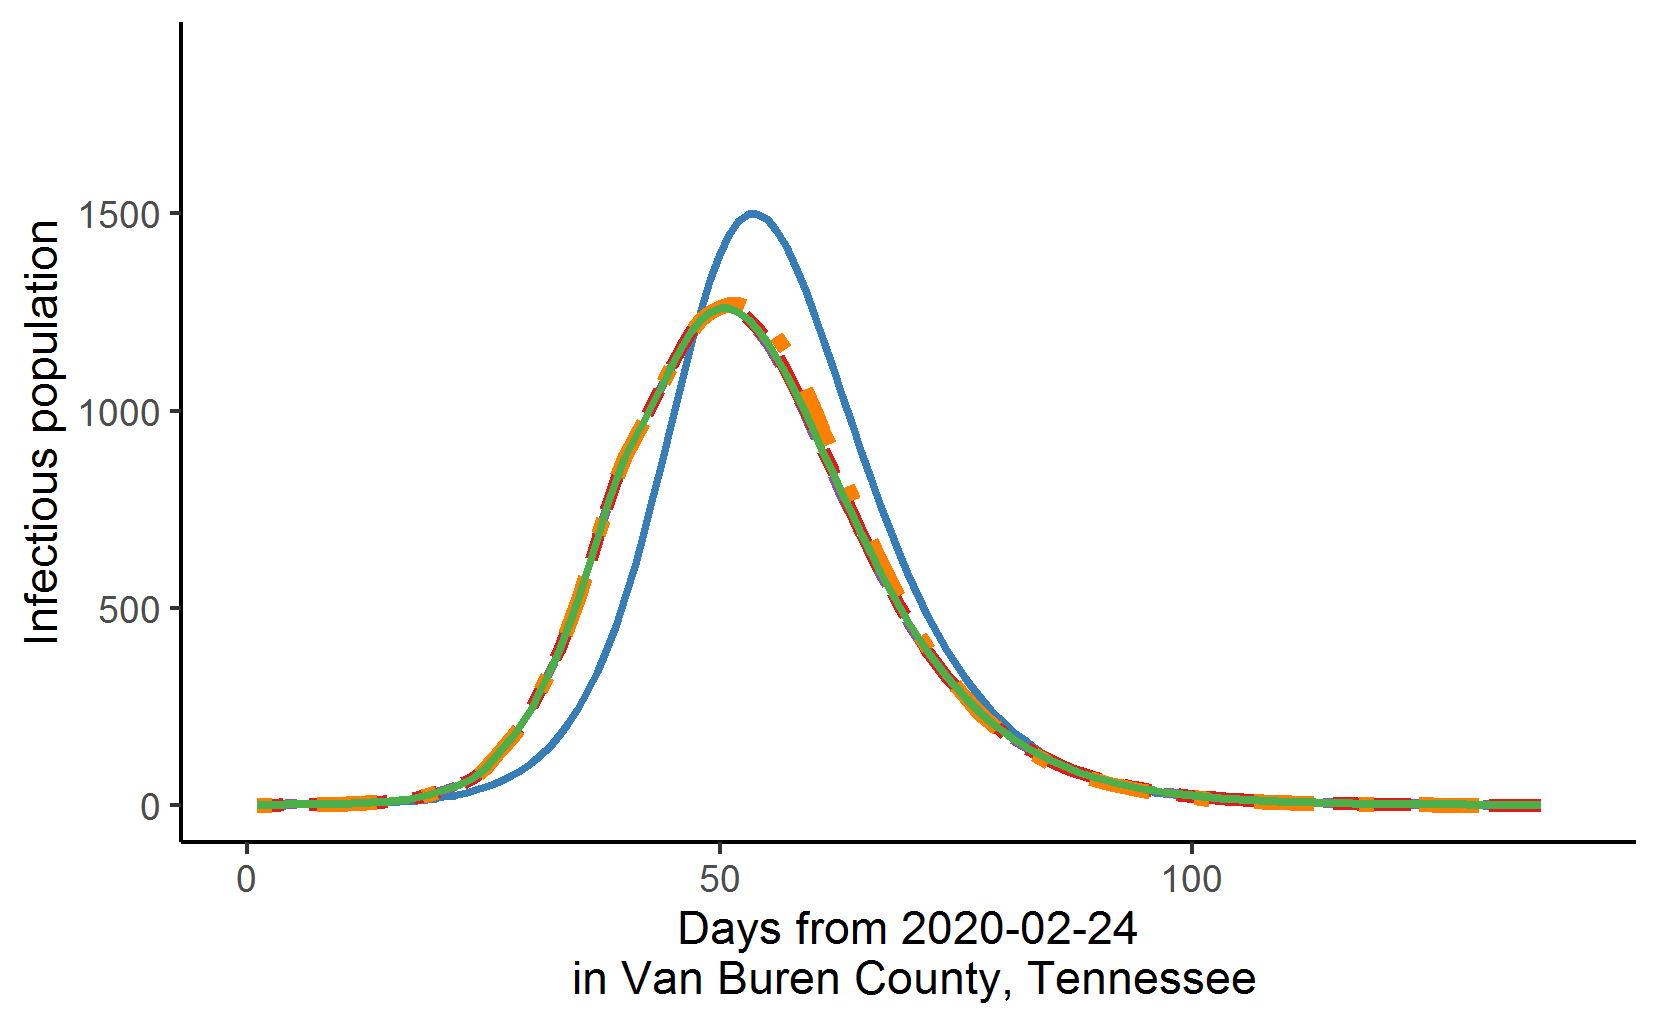 Infectious population
1500
1000
500
0
0
50
100
Days from 2020-02-24
in Van Buren County, Tennessee